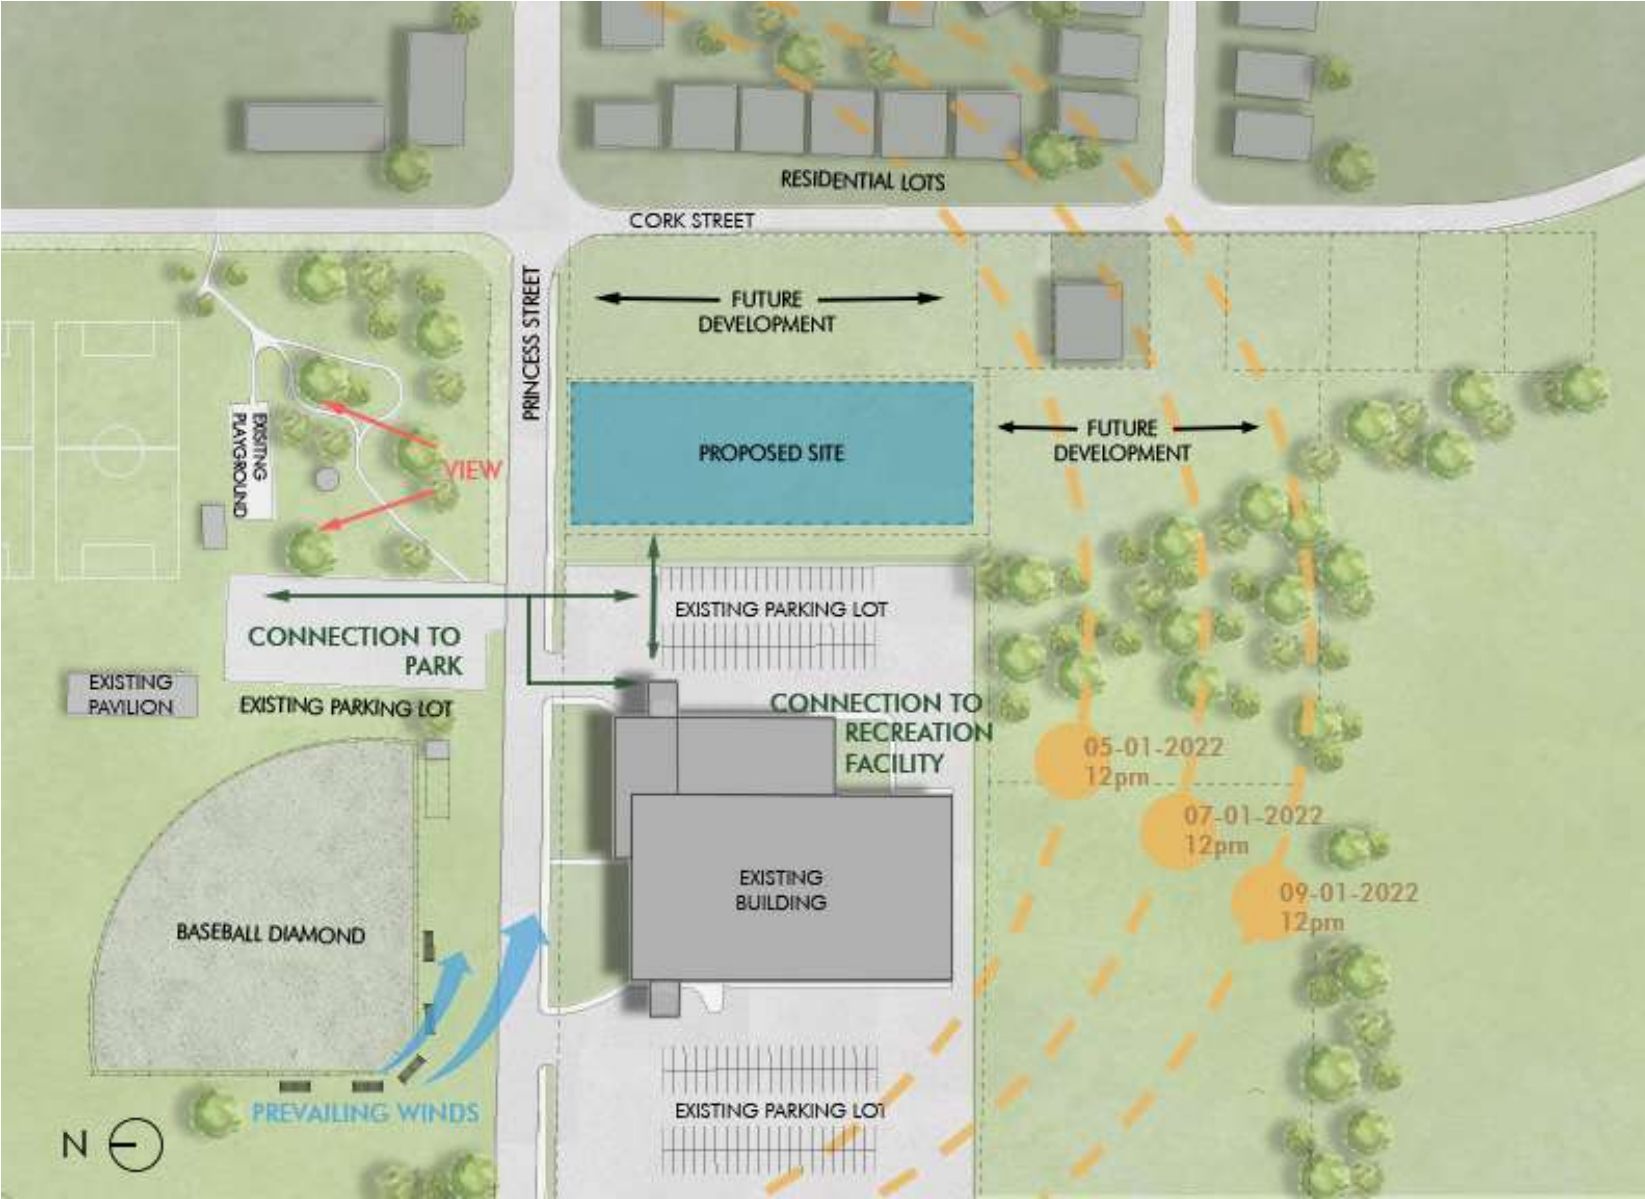 RESIDENTIAL LOTS
CORK STREET
PRINCESS STREET
FUTURE
DEVELOPMENT
PROPOSED SITE
FUTURE
DEVELOPMENT
EXISITNG
PLAYGROUND
VIEW
EXISTING PARKING LOT
CONNECTION TO
PARK
EXISTING
PAVILION
EXISTING PARKING LOT
CONNECTION TO
RECREATION
FACILITY
05-01-2022
12pm
07-01-2022
12pm
09-01-2022
12pm
EXISTING
BUILDING
BASEBALL DIAMOND
PREVAILING WINDS
EXISTING PARKING LOT
N